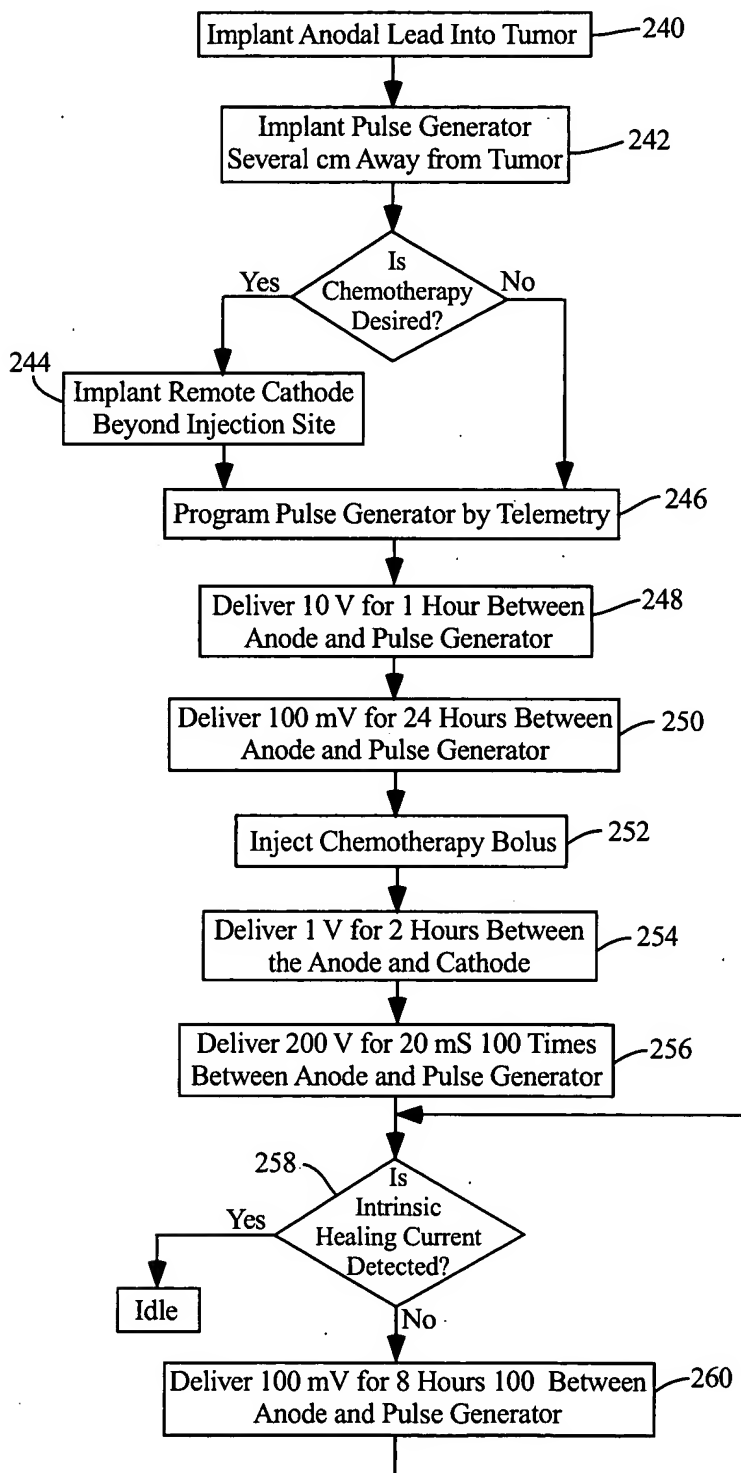 Implant Anodal Lead Into Tumor
240
Implant Pulse Generator
Several cm Away from Tumor
242
Is
Chemotherapy
Desired?
Yes
No
244
Implant Remote Cathode
Beyond Injection Site
Program Pulse Generator by Telemetry
246
Deliver 10 V for 1 Hour Between
Anode and Pulse Generator
248
Deliver 100 mV for 24 Hours Between
Anode and Pulse Generator
250
Inject Chemotherapy Bolus
252
Deliver 1 V for 2 Hours Between
the Anode and Cathode
254
Deliver 200 V for 20 mS 100 Times
Between Anode and Pulse Generator
256
258
Is
Intrinsic
Healing Current
Detected?
Yes
Idle
No
Deliver 100 mV for 8 Hours 100 Between
Anode and Pulse Generator
260